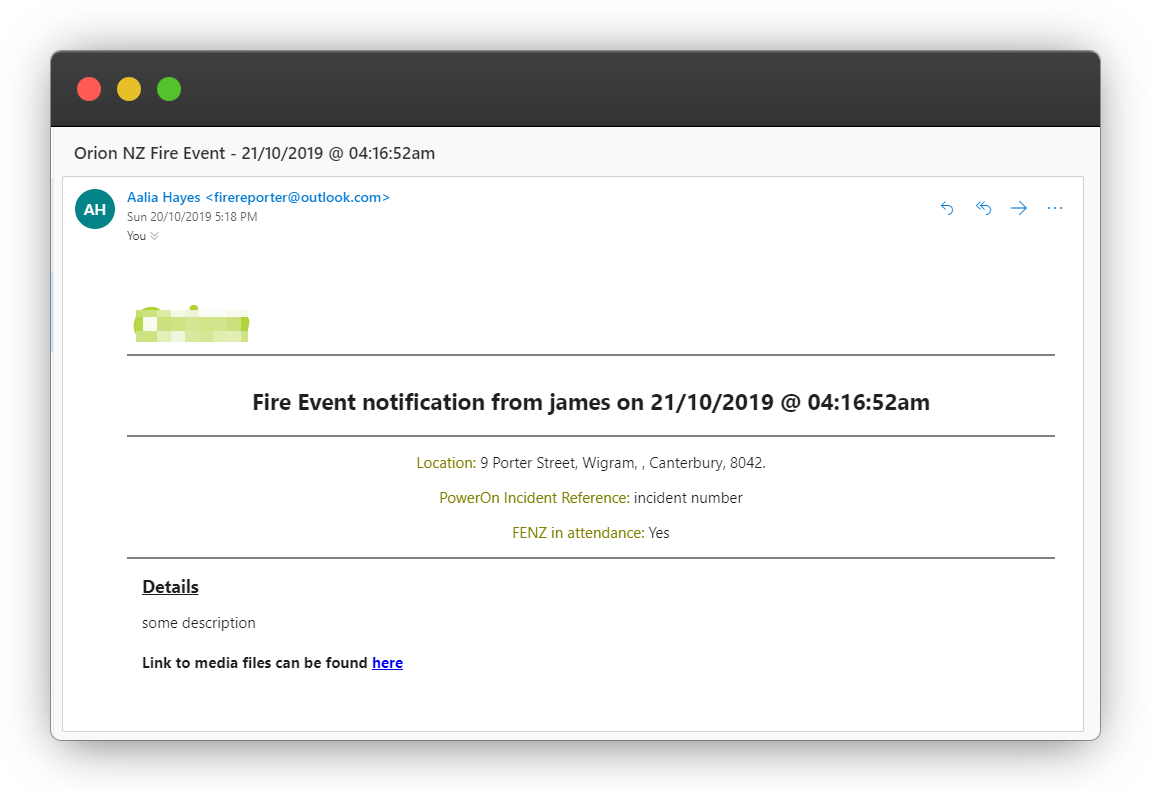 Orion NZ Fire Event - 21/10/2019 @ 04:16:52am
AH
Aalia Hayes <firereporter@outlook.com>
Sun 20/10/2019 5:18 PM
You
Fire Event notification from james on 21/10/2019 @ 04:16:52am
Location: 9 Porter Street, Wigram, , Canterbury, 8042.
PowerOn Incident Reference: incident number
FENZ in attendance: Yes
Details
some description
Link to media files can be found here